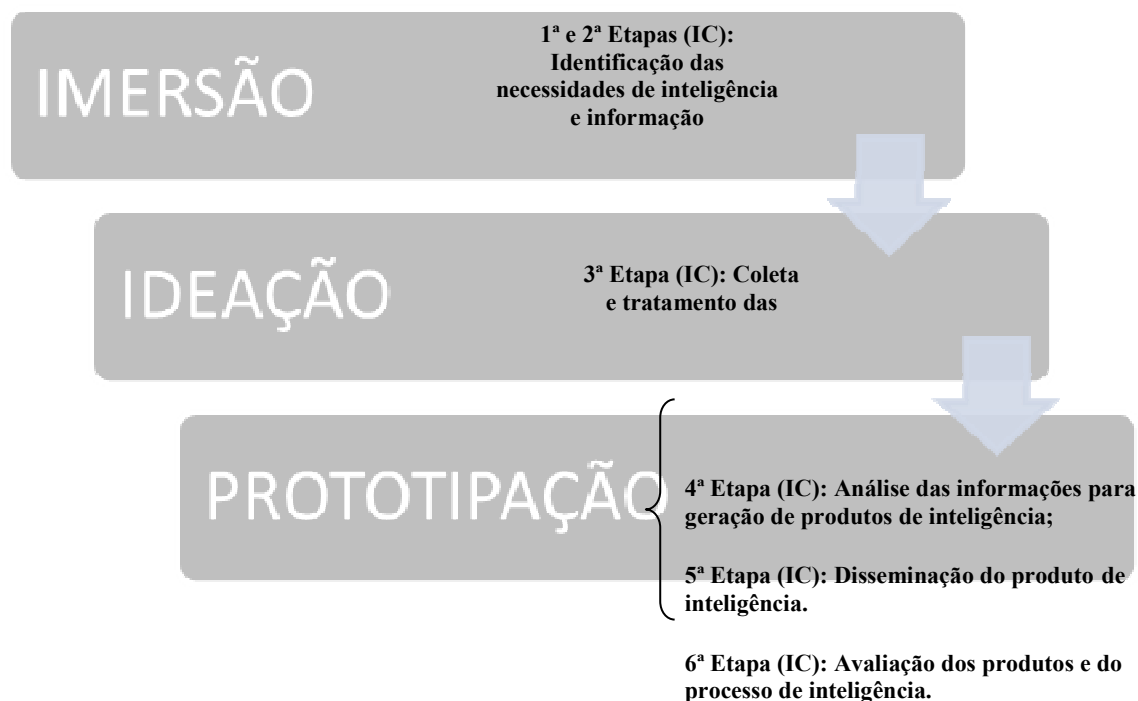 IMERSÃO
1ª e 2ª Etapas (IC):
Identificação das
necessidades de inteligência
e informação
IDEAÇÃO
3ª Etapa (IC): Coleta
e tratamento das
PROTOTIPAÇÃO
4ª Etapa (IC): Análise das informações para
geração de produtos de inteligência;
5ª Etapa (IC): Disseminação do produto de
inteligência.
6ª Etapa (IC): Avaliação dos produtos e do
processo de inteligência.